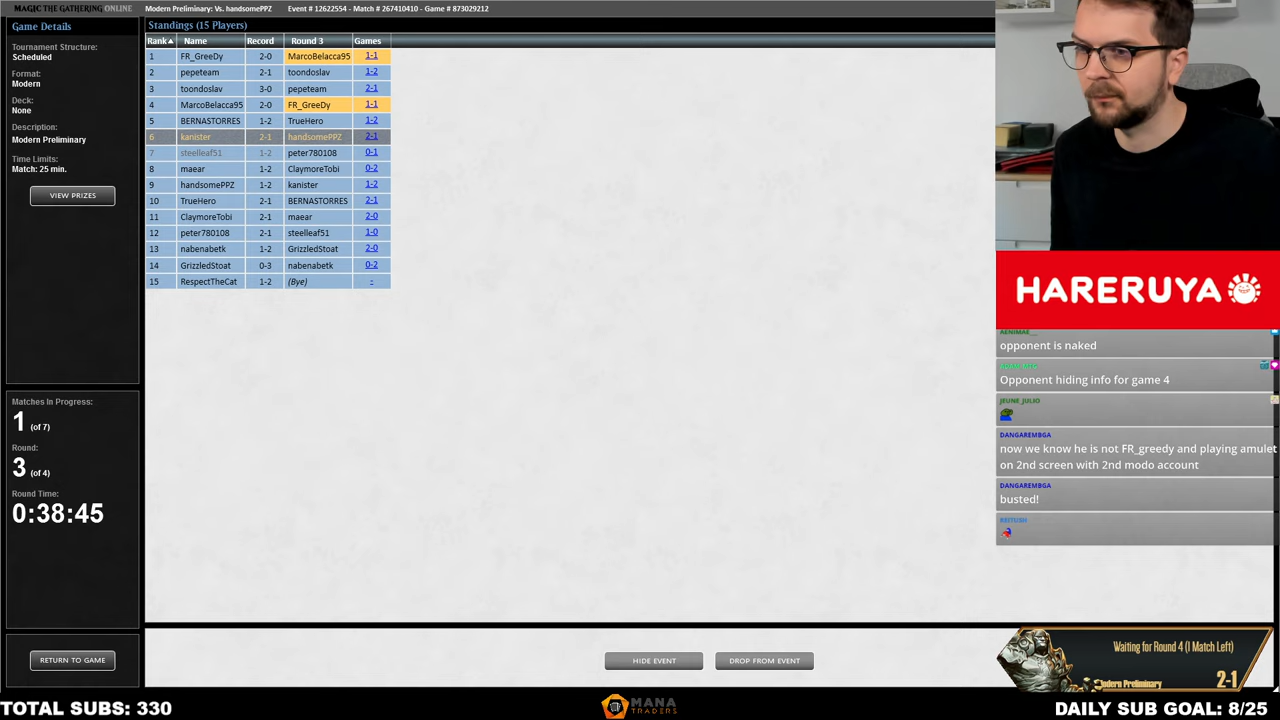 MAGIC THE GATHERING ONLINE
Modern Preliminary: Vs. handsomePPZ
Event # 12622554 - Match # 267410410 - Game # 873029212
Game Details
Tournament Structure:
Scheduled
Format:
Modern
Deck:
None
Description:
Modern Preliminary
Time Limits:
Match: 25 min.
VIEW PRIZES
Matches In Progress:
1 (of 7)
Round:
3 (of 4)
Round Time:
0:38:45
RETURN TO GAME
Standings (15 Players)
Rank Name Record Round 3 Games
1 FR_GreeDy 2-0 MarcoBelacca95 1-1
2 pepeteam 2-1 toondoslav 1-2
3 toondoslav 3-0 pepeteam 2-1
4 MarcoBelacca95 2-0 FR_GreeDy 1-1
5 BERNASTORRES 1-2 TrueHero 1-2
6 kanister 2-1 handsomePPZ 2-1
7 steelleaf51 1-2 peter780108 0-1
8 maear 1-2 ClaymoreTobi 0-2
9 handsomePPZ 1-2 kanister 1-2
10 TrueHero 2-1 BERNASTORRES 2-1
11 ClaymoreTobi 2-1 maear 2-0
12 peter780108 2-1 steelleaf51 1-0
13 nabenabetk 1-2 GrizzledStoat 2-0
14 GrizzledStoat 0-3 nabenabetk 0-2
15 RespectTheCat 1-2 (Bye) -
HIDE EVENT
DROP FROM EVENT
HARERUYA
opponent is naked
Opponent hiding info for game 4
JEUNE_JULIO
DANGAREMBGA
now we know he is not FR_greedy and playing amulet
on 2nd screen with 2nd modo account
DANGAREMBGA
busted!
Waiting for Round 4 (1 Match Left)
Modern Preliminary
2-1
TOTAL SUBS: 330
MANA
TRADERS
DAILY SUB GOAL: 8/25